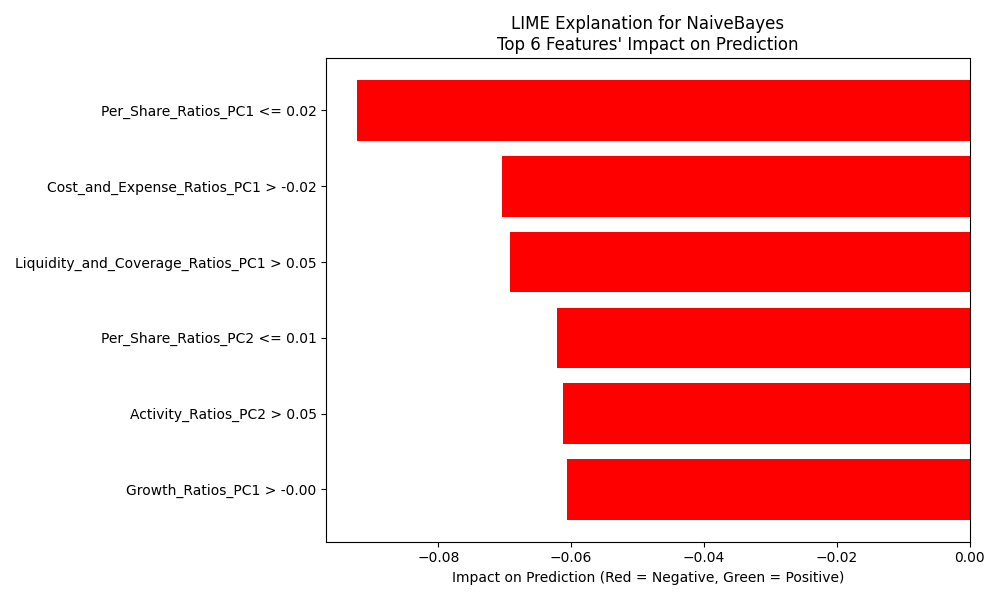 LIME Explanation for NaiveBayes
Top 6 Features' Impact on Prediction
Per_Share_Ratios_PC1 <= 0.02
Cost_and_Expense_Ratios_PC1 > -0.02
Liquidity_and_Coverage_Ratios_PC1 > 0.05
Per_Share_Ratios_PC2 <= 0.01
Activity_Ratios_PC2 > 0.05
Growth_Ratios_PC1 > -0.00
−0.08 −0.06 −0.04 −0.02 0.00
Impact on Prediction (Red = Negative, Green = Positive)